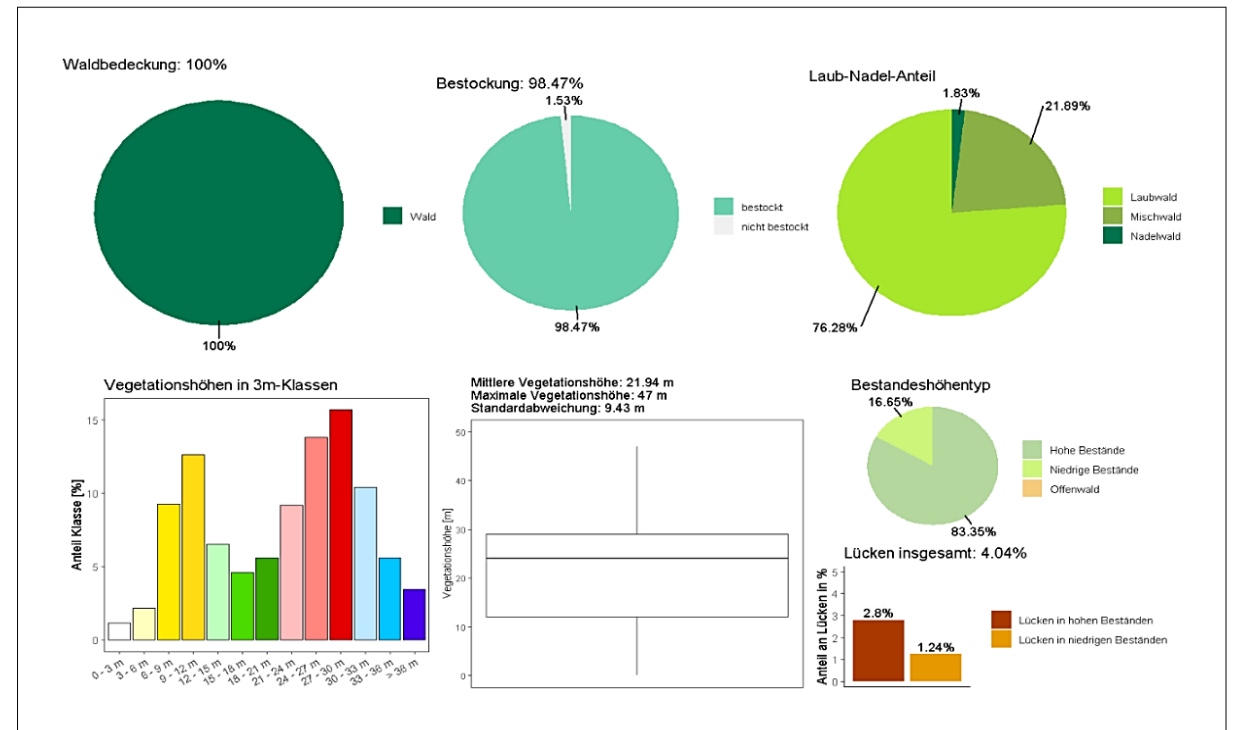 Waldbedeckung: 100%
100%
Wald
Bestockung: 98.47%
1.53%
98.47%
bestockt
nicht bestockt
Laub-Nadel-Anteil
1.83%
21.89%
76.28%
Laubwald
Mischwald
Nadelwald
Vegetationshöhen in 3m-Klassen
Anteil Klasse [%]
15
10
5
0
0 - 3 m
3 - 6 m
6 - 9 m
9 - 12 m
12 - 15 m
15 - 18 m
18 - 21 m
21 - 24 m
24 - 27 m
27 - 30 m
30 - 33 m
33 - 36 m
> 36 m
Mittlere Vegetationshöhe: 21.94 m
Maximale Vegetationshöhe: 47 m
Standardabweichung: 9.43 m
Vegetationshöhe [m]
50
40
30
20
10
0
Bestandeshöhentyp
16.65%
83.35%
Hohe Bestände
Niedrige Bestände
Offenwald
Lücken insgesamt: 4.04%
Anteil an Lücken in %
5
4
3
2
1
0
2.8%
1.24%
Lücken in hohen Beständen
Lücken in niedrigen Beständen